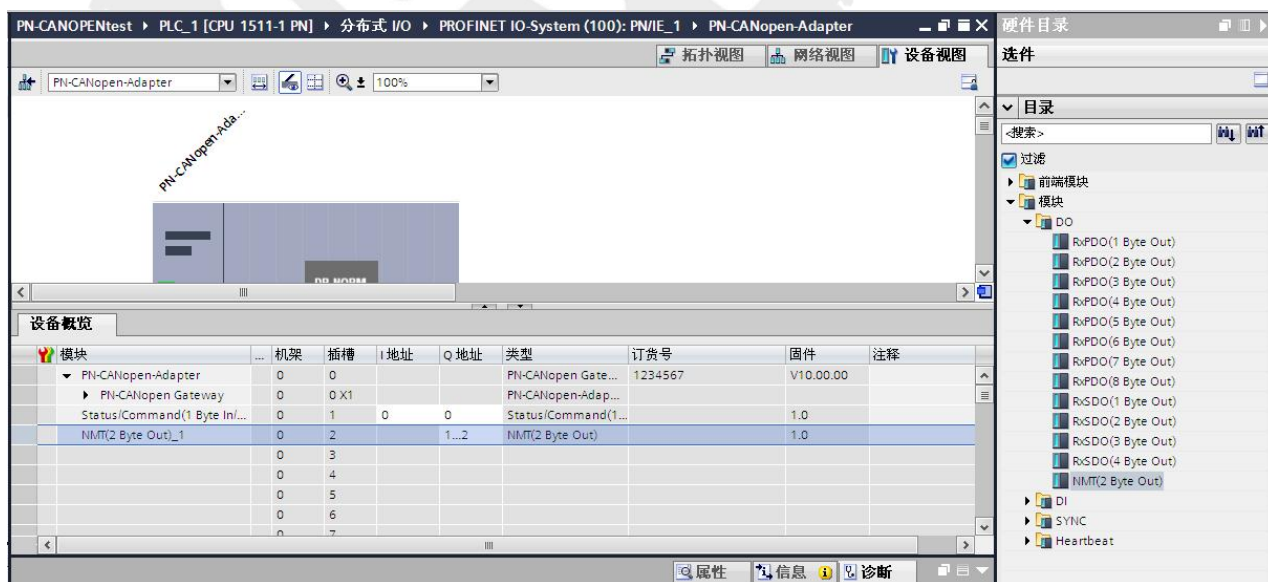 PN-CANOPENtest ▸ PLC_1 [CPU 1511-1 PN] ▸ 分布式 I/O ▸ PROFINET IO-System (100): PN/IE_1 ▸ PN-CANopen-Adapter
拓扑视图 网络视图 设备视图
PN-CANopen-Adapter 100%
PN-CANopen-Ada...
DP-NORM
设备概览
模块 ... 机架 插槽 I 地址 Q 地址 类型 订货号 固件 注释
PN-CANopen-Adapter 0 0 PN-CANopen Gate... 1234567 V10.00.00
PN-CANopen Gateway 0 0 X1 PN-CANopen-Adap...
Status/Command(1 Byte In/... 0 1 0 0 Status/Command(1... 1.0
NMT(2 Byte Out)_1 0 2 1...2 NMT(2 Byte Out) 1.0
0 3
0 4
0 5
0 6
0 7
属性 信息 诊断
硬件目录
选件
目录
<搜索>
过滤
前端模块
模块
DO
RxPDO(1 Byte Out)
RxPDO(2 Byte Out)
RxPDO(3 Byte Out)
RxPDO(4 Byte Out)
RxPDO(5 Byte Out)
RxPDO(6 Byte Out)
RxPDO(7 Byte Out)
RxPDO(8 Byte Out)
RxSDO(1 Byte Out)
RxSDO(2 Byte Out)
RxSDO(3 Byte Out)
RxSDO(4 Byte Out)
NMT(2 Byte Out)
DI
SYNC
Heartbeat